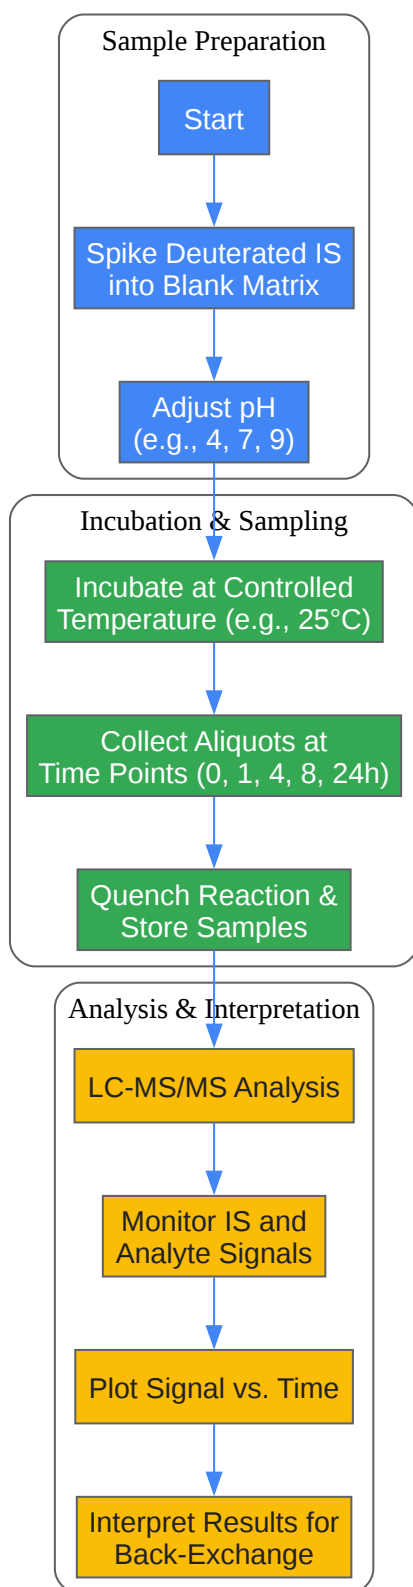 Sample Preparation
Start
Spike Deuterated IS
into Blank Matrix
Adjust pH
(e.g., 4, 7, 9)
Incubation & Sampling
Incubate at Controlled
Temperature (e.g., 25°C)
Collect Aliquots at
Time Points (0, 1, 4, 8, 24h)
Quench Reaction &
Store Samples
Analysis & Interpretation
LC-MS/MS Analysis
Monitor IS and
Analyte Signals
Plot Signal vs. Time
Interpret Results for
Back-Exchange